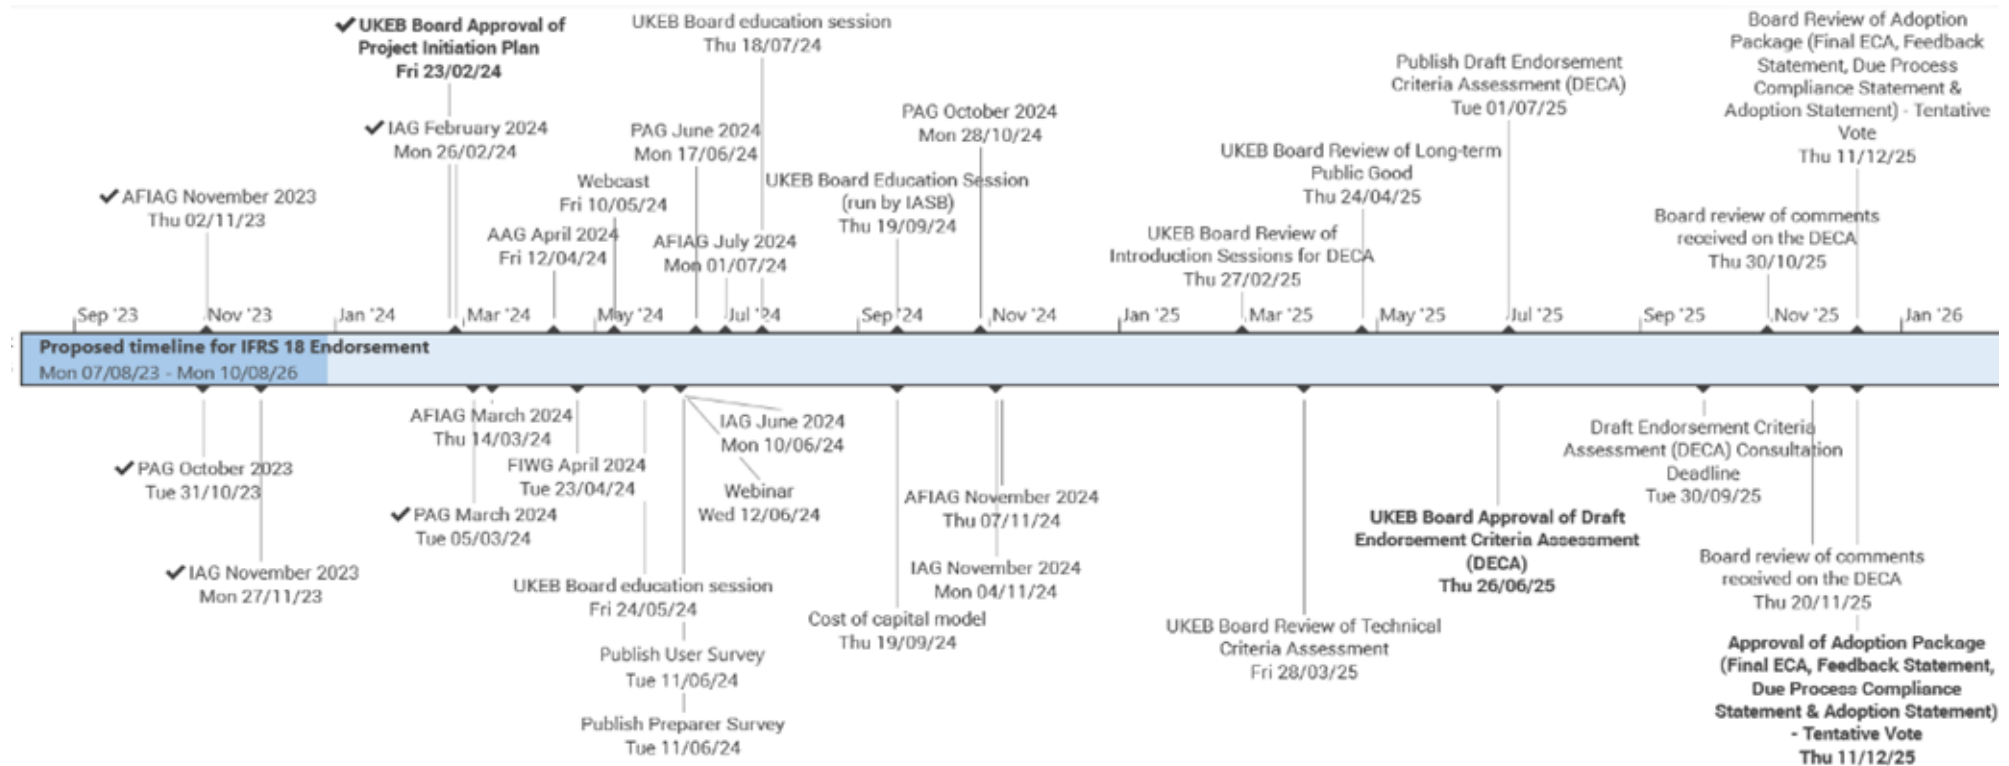 ✔ UKEB Board Approval of
Project Initiation Plan
Fri 23/02/24
UKEB Board education session
Thu 18/07/24
Board Review of Adoption
Package (Final ECA, Feedback
Statement, Due Process
Compliance Statement &
Adoption Statement) - Tentative
Vote
Thu 11/12/25
Publish Draft Endorsement
Criteria Assessment (DECA)
Tue 01/07/25
✔ IAG February 2024
Mon 26/02/24
PAG June 2024
Mon 17/06/24
PAG October 2024
Mon 28/10/24
UKEB Board Review of Long-term
Public Good
Thu 24/04/25
✔ AFIAG November 2023
Thu 02/11/23
Webcast
Fri 10/05/24
UKEB Board Education Session
(run by IASB)
Thu 19/09/24
Board review of comments
received on the DECA
Thu 30/10/25
AAG April 2024
Fri 12/04/24
AFIAG July 2024
Mon 01/07/24
UKEB Board Review of
Introduction Sessions for DECA
Thu 27/02/25
Sep '23
Nov '23
Jan '24
Mar '24
May '24
Jul '24
Sep '24
Nov '24
Jan '25
Mar '25
May '25
Jul '25
Sep '25
Nov '25
Jan '26
Proposed timeline for IFRS 18 Endorsement
Mon 07/08/23 - Mon 10/08/26
AFIAG March 2024
Thu 14/03/24
IAG June 2024
Mon 10/06/24
Draft Endorsement Criteria
Assessment (DECA) Consultation
Deadline
Tue 30/09/25
✔ PAG October 2023
Tue 31/10/23
FIWG April 2024
Tue 23/04/24
Webinar
Wed 12/06/24
AFIAG November 2024
Thu 07/11/24
✔ PAG March 2024
Tue 05/03/24
UKEB Board Approval of Draft
Endorsement Criteria Assessment
(DECA)
Thu 26/06/25
✔ IAG November 2023
Mon 27/11/23
UKEB Board education session
Fri 24/05/24
IAG November 2024
Mon 04/11/24
Board review of comments
received on the DECA
Thu 20/11/25
Cost of capital model
Thu 19/09/24
UKEB Board Review of Technical
Criteria Assessment
Fri 28/03/25
Publish User Survey
Tue 11/06/24
Approval of Adoption Package
(Final ECA, Feedback Statement,
Due Process Compliance
Statement & Adoption Statement)
- Tentative Vote
Thu 11/12/25
Publish Preparer Survey
Tue 11/06/24